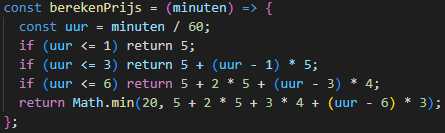 const berekenPrijs = (minuten) => {
  const uur = minuten / 60;
  if (uur <= 1) return 5;
  if (uur <= 3) return 5 + (uur - 1) * 5;
  if (uur <= 6) return 5 + 2 * 5 + (uur - 3) * 4;
  return Math.min(20, 5 + 2 * 5 + 3 * 4 + (uur - 6) * 3);
};